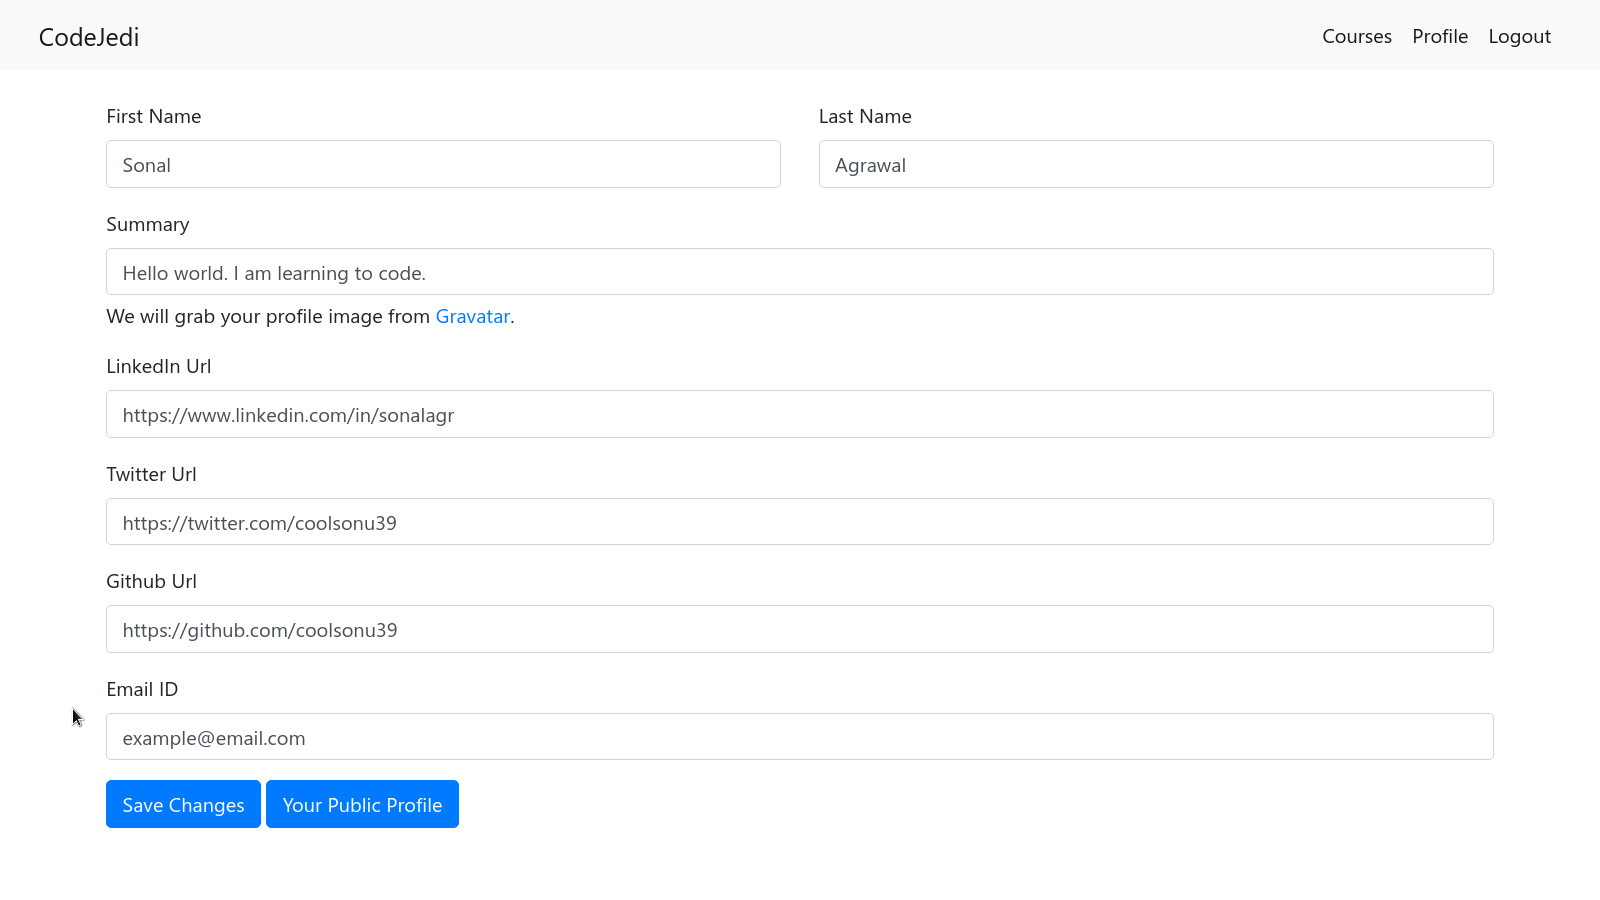 CodeJedi
Courses Profile Logout
First Name
Last Name
Sonal
Agrawal
Summary
Hello world. I am learning to code.
We will grab your profile image from Gravatar.
LinkedIn Url
https://www.linkedin.com/in/sonalagr
Twitter Url
https://twitter.com/coolsonu39
Github Url
https://github.com/coolsonu39
Email ID
example@email.com
Save Changes Your Public Profile